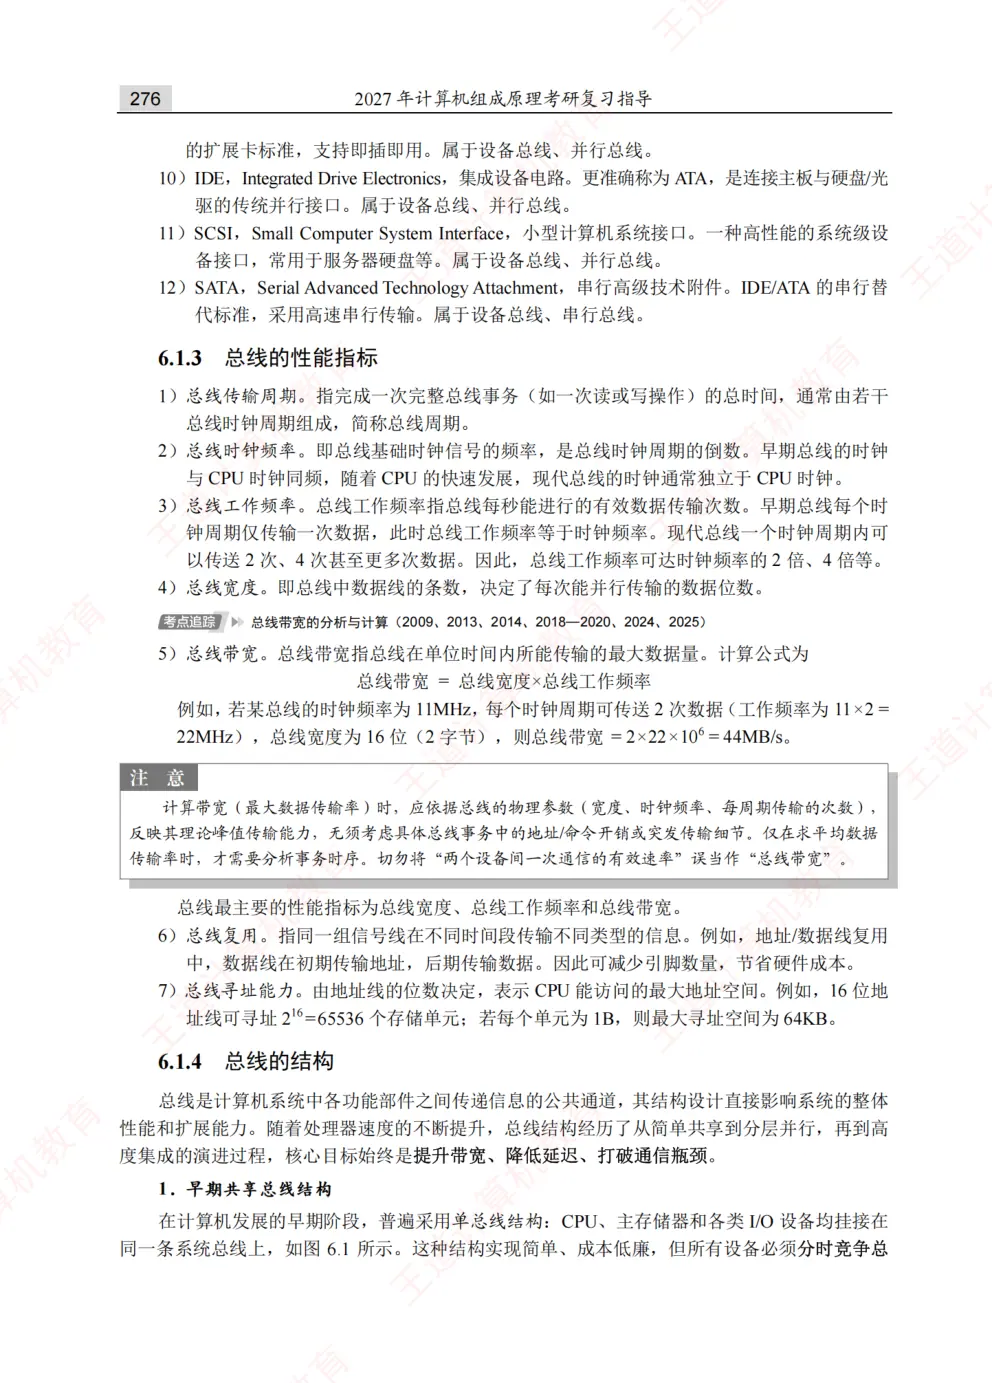 276
2027 年计算机组成原理考研复习指导
的扩展卡标准，支持即插即用。属于设备总线、并行总线。
10）IDE，Integrated Drive Electronics，集成设备电路。更准确称为 ATA，是连接主板与硬盘/光
驱的传统并行接口。属于设备总线、并行总线。
11）SCSI，Small Computer System Interface，小型计算机系统接口。一种高性能的系统级设
备接口，常用于服务器硬盘等。属于设备总线、并行总线。
12）SATA，Serial Advanced Technology Attachment，串行高级技术附件。IDE/ATA 的串行替
代标准，采用高速串行传输。属于设备总线、串行总线。
6.1.3 总线的性能指标
1）总线传输周期。指完成一次完整总线事务（如一次读或写操作）的总时间，通常由若干
总线时钟周期组成，简称总线周期。
2）总线时钟频率。即总线基础时钟信号的频率，是总线时钟周期的倒数。早期总线的时钟
与 CPU 时钟同频，随着 CPU 的快速发展，现代总线的时钟通常独立于 CPU 时钟。
3）总线工作频率。总线工作频率指总线每秒能进行的有效数据传输次数。早期总线每个时
钟周期仅传输一次数据，此时总线工作频率等于时钟频率。现代总线一个时钟周期内可
以传送 2 次、4 次甚至更多次数据。因此，总线工作频率可达时钟频率的 2 倍、4 倍等。
4）总线宽度。即总线中数据线的条数，决定了每次能并行传输的数据位数。
考点追踪 总线带宽的分析与计算（2009、2013、2014、2018—2020、2024、2025）
5）总线带宽。总线带宽指总线在单位时间内所能传输的最大数据量。计算公式为
总线带宽 = 总线宽度×总线工作频率
例如，若某总线的时钟频率为 11MHz，每个时钟周期可传送 2 次数据（工作频率为 11×2 =
22MHz），总线宽度为 16 位（2 字节），则总线带宽 = 2×22×10⁶ = 44MB/s。
注 意
计算带宽（最大数据传输率）时，应依据总线的物理参数（宽度、时钟频率、每周期传输的次数），
反映其理论峰值传输能力，无须考虑具体总线事务中的地址/命令开销或突发传输细节。仅在求平均数据
传输率时，才需要分析事务时序。切勿将“两个设备间一次通信的有效速率”误当作“总线带宽”。
总线最主要的性能指标为总线宽度、总线工作频率和总线带宽。
6）总线复用。指同一组信号线在不同时间段传输不同类型的信息。例如，地址/数据线复用
中，数据线在初期传输地址，后期传输数据。因此可减少引脚数量，节省硬件成本。
7）总线寻址能力。由地址线的位数决定，表示 CPU 能访问的最大地址空间。例如，16 位地
址线可寻址 2¹⁶=65536 个存储单元；若每个单元为 1B，则最大寻址空间为 64KB。
6.1.4 总线的结构
总线是计算机系统中各功能部件之间传递信息的公共通道，其结构设计直接影响系统的整体
性能和扩展能力。随着处理器速度的不断提升，总线结构经历了从简单共享到分层并行，再到高
度集成的演进过程，核心目标始终是提升带宽、降低延迟、打破通信瓶颈。
1．早期共享总线结构
在计算机发展的早期阶段，普遍采用单总线结构：CPU、主存储器和各类 I/O 设备均挂接在
同一条系统总线上，如图 6.1 所示。这种结构实现简单、成本低廉，但所有设备必须分时竞争总